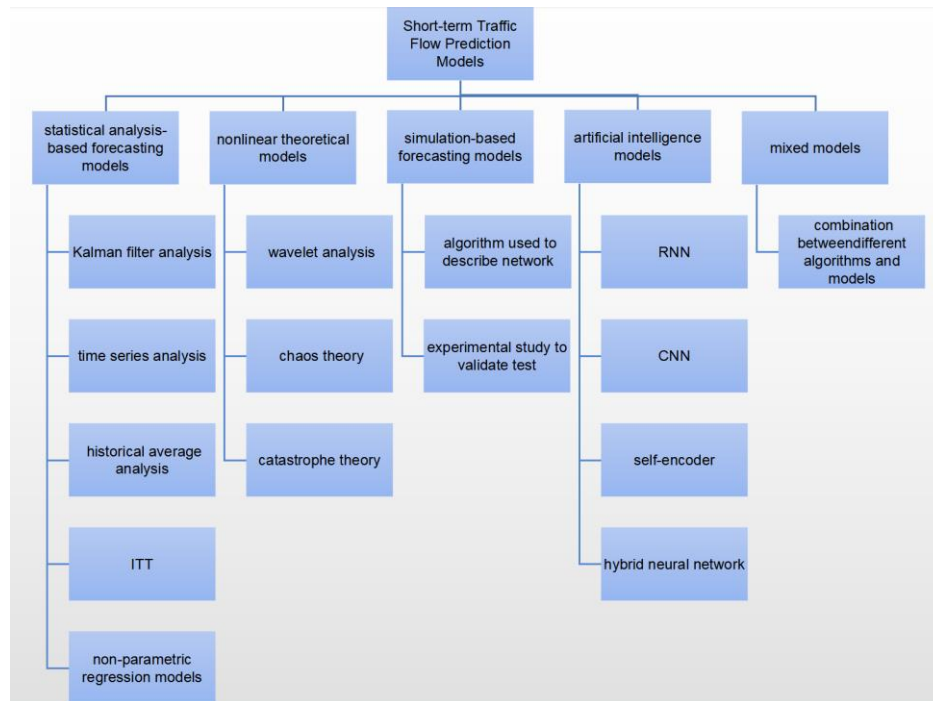 Short-term Traffic
Flow Prediction
Models
statistical analysis-
based forecasting
models
nonlinear theoretical
models
simulation-based
forecasting models
artificial intelligence
models
mixed models
Kalman filter analysis
time series analysis
historical average
analysis
ITT
non-parametric
regression models
wavelet analysis
chaos theory
catastrophe theory
algorithm used to
describe network
experimental study to
validate test
RNN
CNN
self-encoder
hybrid neural network
combination
betweendifferent
algorithms and
models